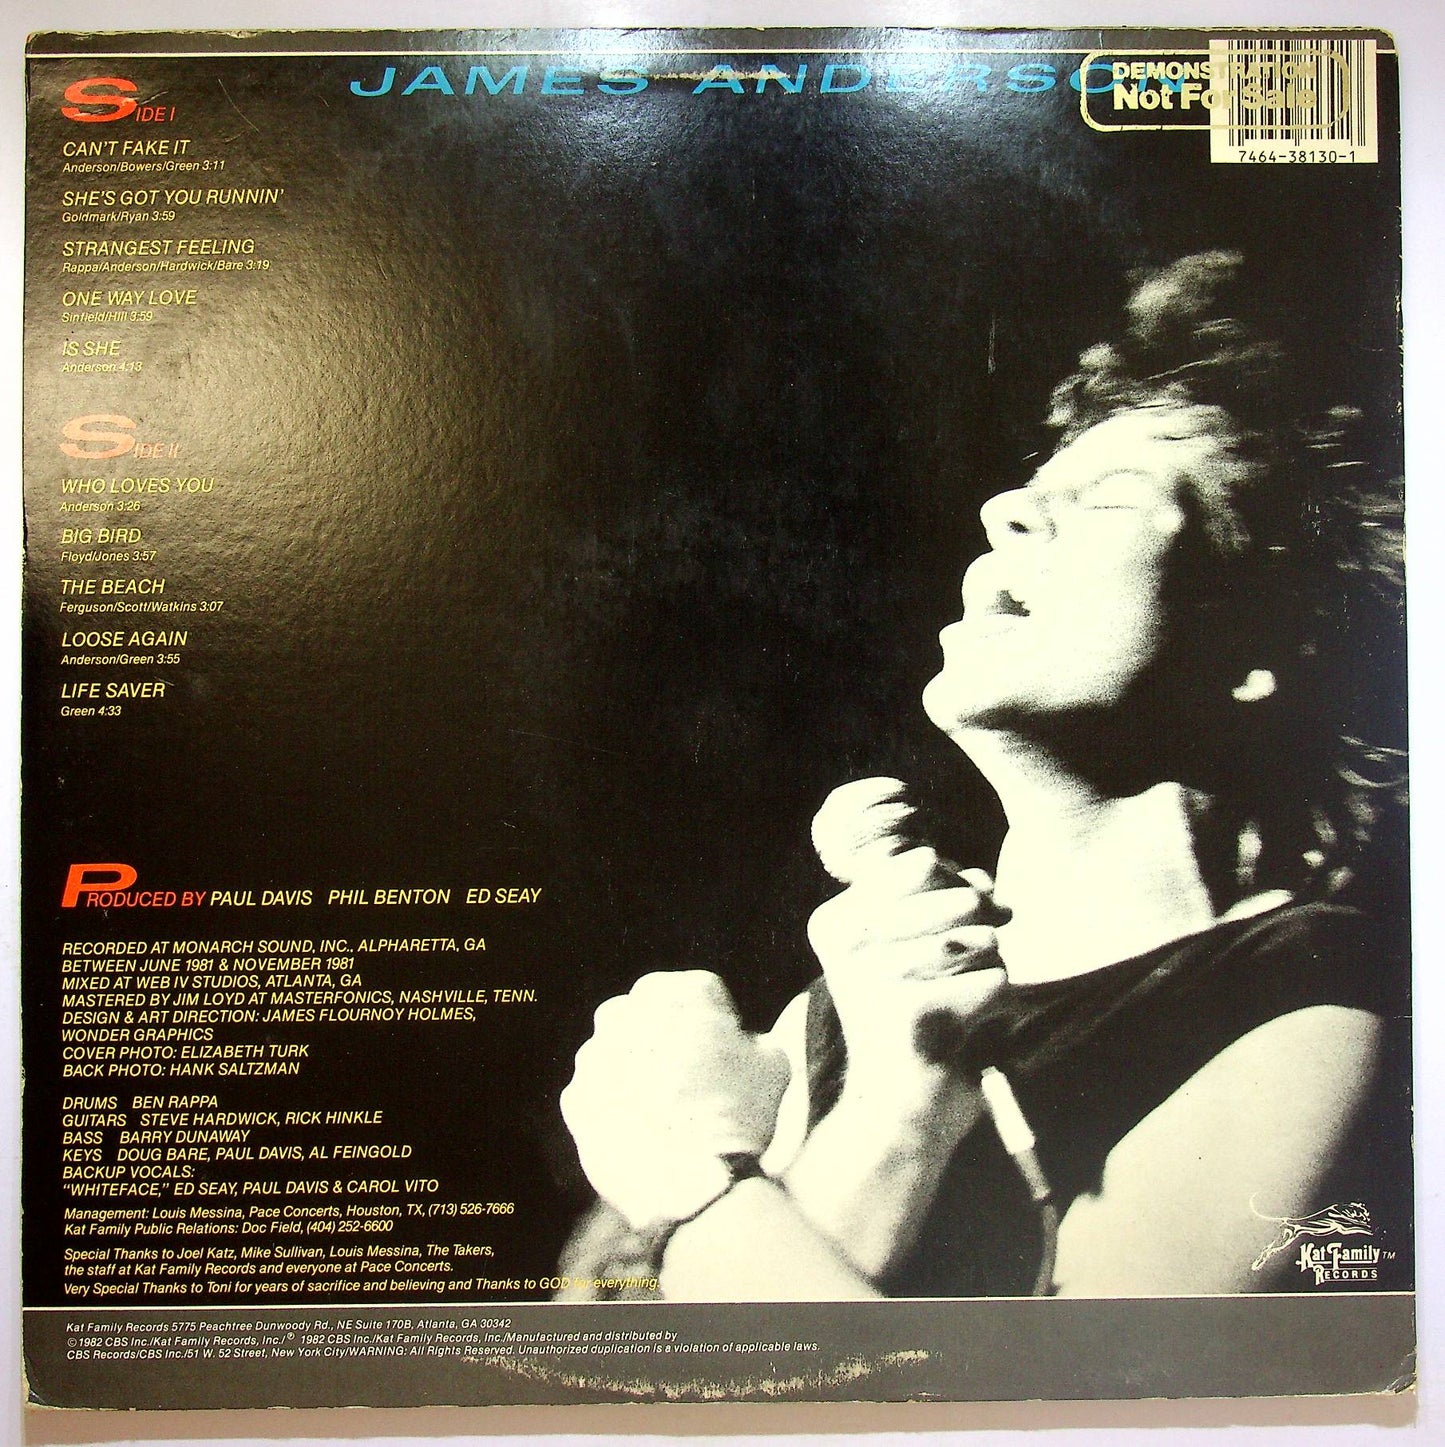 JAMES ANDERSON
DEMONSTRATION
Not For Sale
7464-38130-1
SIDE I
CAN'T FAKE IT
Anderson/Bowers/Green 3:11
SHE'S GOT YOU RUNNIN'
Goldmark/Ryan 3:59
STRANGEST FEELING
Rappa/Anderson/Hardwick/Bare 3:19
ONE WAY LOVE
Sinfield/Hill 3:59
IS SHE
Anderson 4:18
SIDE II
WHO LOVES YOU
Anderson 3:26
BIG BIRD
Floyd/Jones 3:57
THE BEACH
Ferguson/Scott/Watkins 3:07
LOOSE AGAIN
Anderson/Green 3:55
LIFE SAVER
Green 4:33
PRODUCED BY PAUL DAVIS PHIL BENTON ED SEAY
RECORDED AT MONARCH SOUND, INC., ALPHARETTA, GA
BETWEEN JUNE 1981 & NOVEMBER 1981
MIXED AT WEB IV STUDIOS, ATLANTA, GA
MASTERED BY JIM LOYD AT MASTERFONICS, NASHVILLE, TENN.
DESIGN & ART DIRECTION: JAMES FLOURNOY HOLMES,
WONDER GRAPHICS
COVER PHOTO: ELIZABETH TURK
BACK PHOTO: HANK SALTZMAN
DRUMS BEN RAPPA
GUITARS STEVE HARDWICK, RICK HINKLE
BASS BARRY DUNAWAY
KEYS DOUG BARE, PAUL DAVIS, AL FEINGOLD
BACKUP VOCALS:
"WHITEFACE," ED SEAY, PAUL DAVIS & CAROL VITO
Management: Louis Messina, Pace Concerts, Houston, TX, (713) 526-7666
Kat Family Public Relations: Doc Field, (404) 252-6600
Special Thanks to Joel Katz, Mike Sullivan, Louis Messina, The Takers,
the staff at Kat Family Records and everyone at Pace Concerts.
Very Special Thanks to Toni for years of sacrifice and believing and Thanks to GOD for everything.
Kat Family TM
RECORDS
Kat Family Records 5775 Peachtree Dunwoody Rd., NE Suite 170B, Atlanta, GA 30342
© 1982 CBS Inc./Kat Family Records, Inc./℗ 1982 CBS Inc./Kat Family Records, Inc./Manufactured and distributed by
CBS Records/CBS Inc./51 W. 52 Street, New York City/WARNING: All Rights Reserved. Unauthorized duplication is a violation of applicable laws.